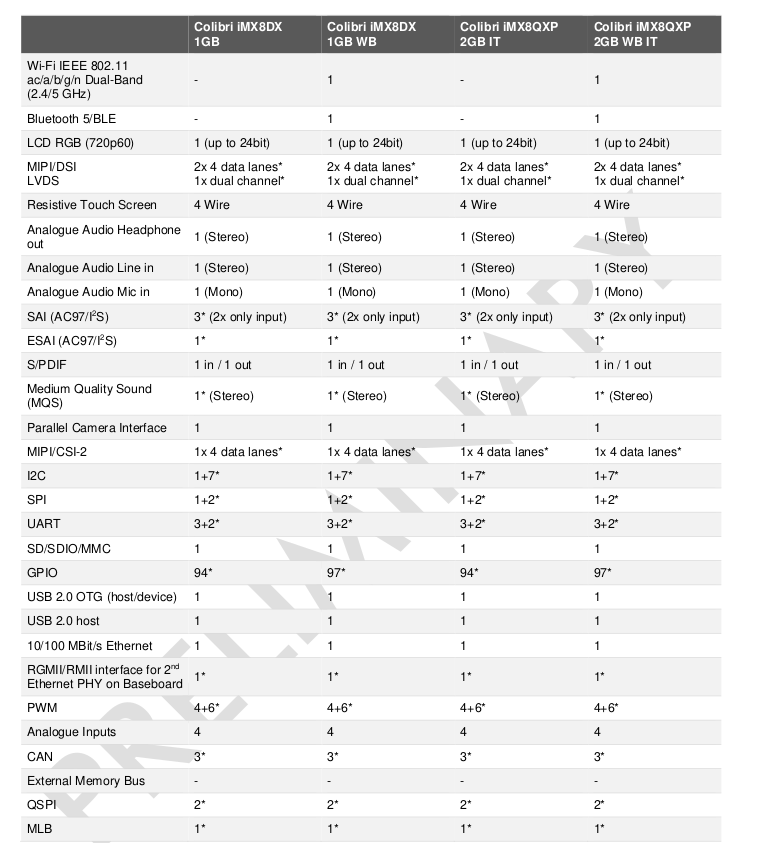 Colibri iMX8DX 1GB Colibri iMX8DX 1GB WB Colibri iMX8QXP 2GB IT Colibri iMX8QXP 2GB WB IT
Wi-Fi IEEE 802.11 ac/a/b/g/n Dual-Band (2.4/5 GHz) - 1 - 1
Bluetooth 5/BLE - 1 - 1
LCD RGB (720p60) 1 (up to 24bit) 1 (up to 24bit) 1 (up to 24bit) 1 (up to 24bit)
MIPI/DSI 2x 4 data lanes* 2x 4 data lanes* 2x 4 data lanes* 2x 4 data lanes*
LVDS 1x dual channel* 1x dual channel* 1x dual channel* 1x dual channel*
Resistive Touch Screen 4 Wire 4 Wire 4 Wire 4 Wire
Analogue Audio Headphone out 1 (Stereo) 1 (Stereo) 1 (Stereo) 1 (Stereo)
Analogue Audio Line in 1 (Stereo) 1 (Stereo) 1 (Stereo) 1 (Stereo)
Analogue Audio Mic in 1 (Mono) 1 (Mono) 1 (Mono) 1 (Mono)
SAI (AC97/I²S) 3* (2x only input) 3* (2x only input) 3* (2x only input) 3* (2x only input)
ESAI (AC97/I²S) 1* 1* 1* 1*
S/PDIF 1 in / 1 out 1 in / 1 out 1 in / 1 out 1 in / 1 out
Medium Quality Sound (MQS) 1* (Stereo) 1* (Stereo) 1* (Stereo) 1* (Stereo)
Parallel Camera Interface 1 1 1 1
MIPI/CSI-2 1x 4 data lanes* 1x 4 data lanes* 1x 4 data lanes* 1x 4 data lanes*
I2C 1+7* 1+7* 1+7* 1+7*
SPI 1+2* 1+2* 1+2* 1+2*
UART 3+2* 3+2* 3+2* 3+2*
SD/SDIO/MMC 1 1 1 1
GPIO 94* 97* 94* 97*
USB 2.0 OTG (host/device) 1 1 1 1
USB 2.0 host 1 1 1 1
10/100 MBit/s Ethernet 1 1 1 1
RGMII/RMII interface for 2nd Ethernet PHY on Baseboard 1* 1* 1* 1*
PWM 4+6* 4+6* 4+6* 4+6*
Analogue Inputs 4 4 4 4
CAN 3* 3* 3* 3*
External Memory Bus - - - -
QSPI 2* 2* 2* 2*
MLB 1* 1* 1* 1*
PRELIMINARY